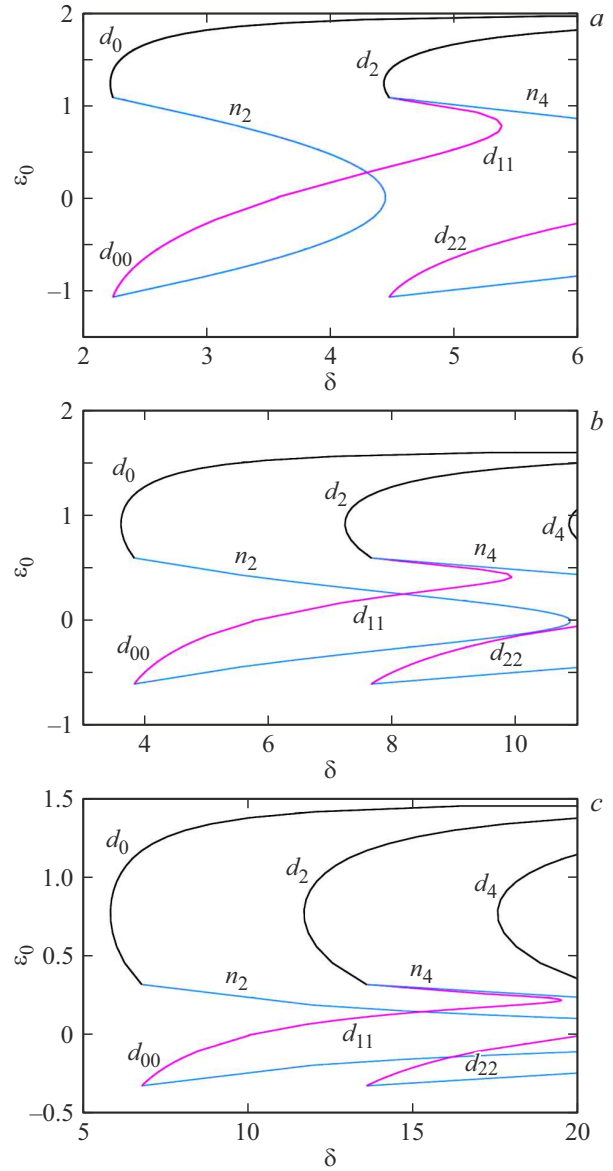 a
2
d₀
d₂
n₂
n₄
1
d₁₁
ε₀
0
d₀₀
d₂₂
−1
2 3 4 5 6
δ
b
2
d₀
d₂
d₄
1
n₂
n₄
ε₀
0
d₁₁
d₀₀
d₂₂
−1
4 6 8 10
δ
c
1.5
d₀
d₂
d₄
1.0
ε₀
0.5
n₂
n₄
0
d₁₁
d₀₀
d₂₂
−0.5
5 10 15 20
δ